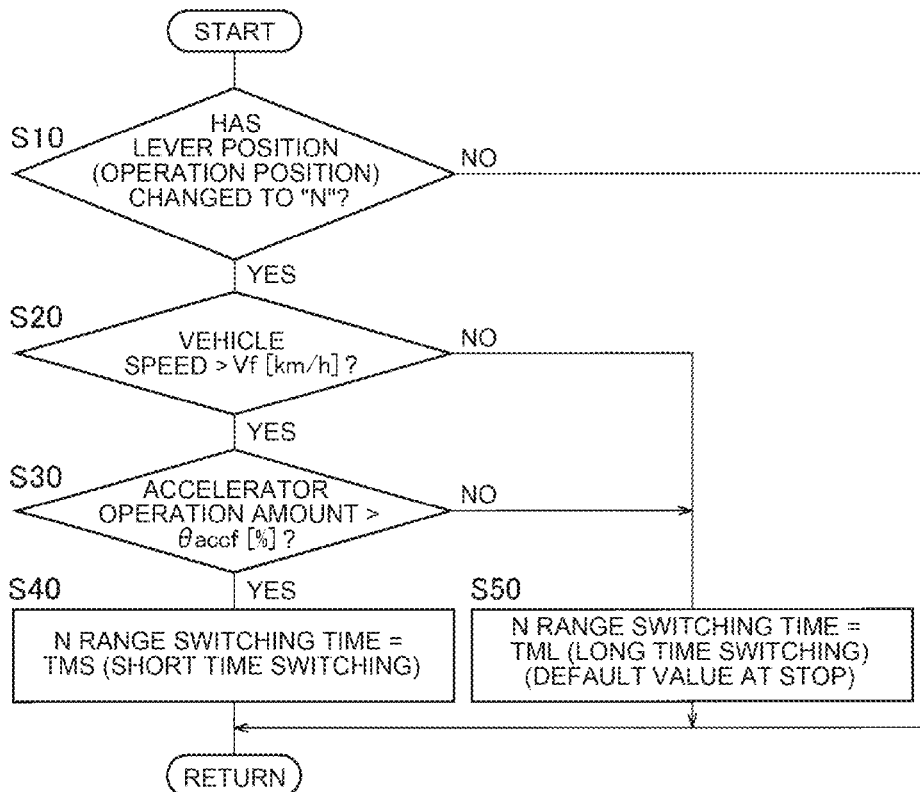 START
S10
HAS
LEVER POSITION
(OPERATION POSITION)
CHANGED TO "N"?
NO
YES
S20
VEHICLE
SPEED > Vf [km/h] ?
NO
YES
S30
ACCELERATOR
OPERATION AMOUNT >
θaccf [%] ?
NO
YES
S40
N RANGE SWITCHING TIME =
TMS (SHORT TIME SWITCHING)
S50
N RANGE SWITCHING TIME =
TML (LONG TIME SWITCHING)
(DEFAULT VALUE AT STOP)
RETURN